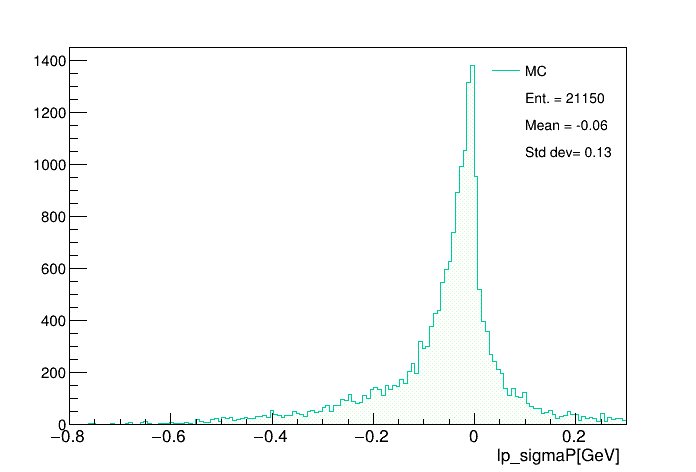 1400
MC
Ent. = 21150
1200
Mean = -0.06
Std dev= 0.13
1000
800
600
400
200
0
−0.8 −0.6 −0.4 −0.2 0 0.2
lp_sigmaP[GeV]